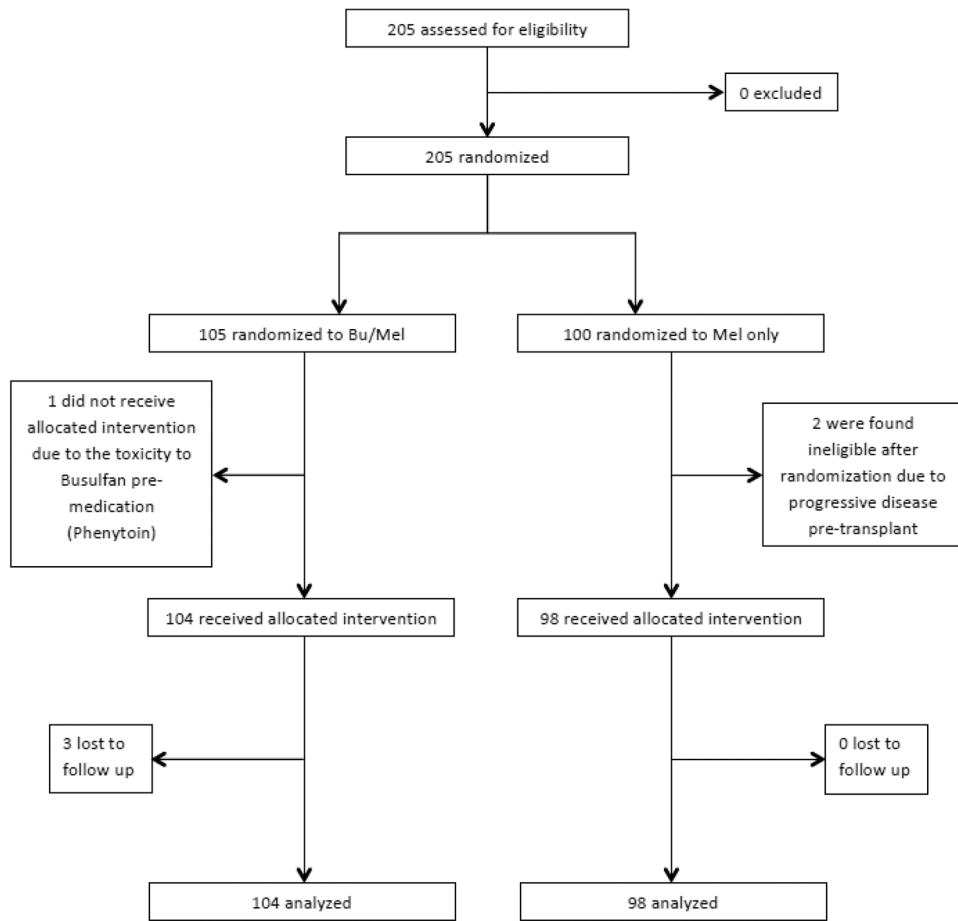 205 assessed for eligibility
0 excluded
205 randomized
105 randomized to Bu/Mel
100 randomized to Mel only
1 did not receive
allocated intervention
due to the toxicity to
Busulfan pre-
medication
(Phenytoin)
2 were found
ineligible after
randomization due to
progressive disease
pre-transplant
104 received allocated intervention
98 received allocated intervention
3 lost to
follow up
0 lost to
follow up
104 analyzed
98 analyzed